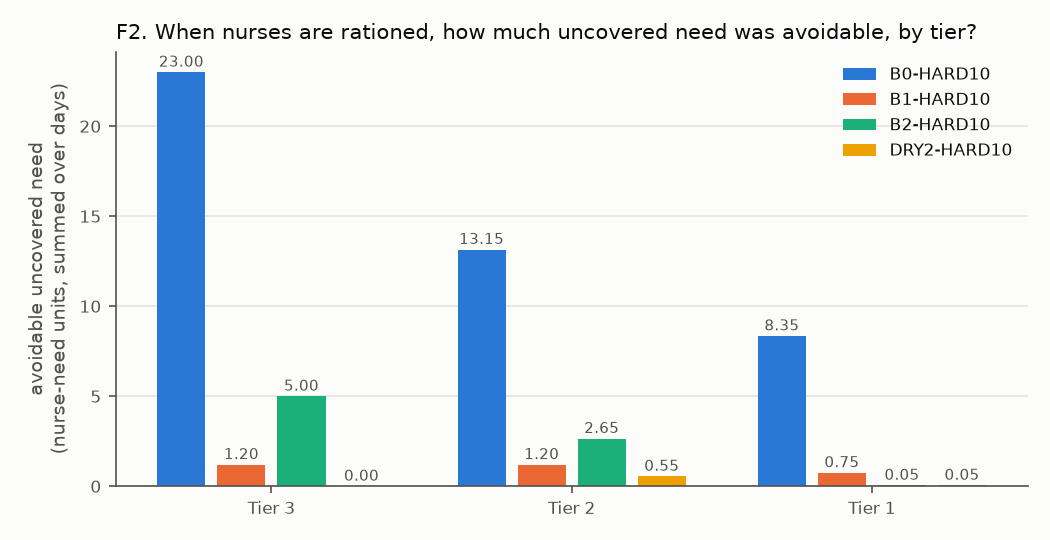 F2. When nurses are rationed, how much uncovered need was avoidable, by tier?
avoidable uncovered need
(nurse-need units, summed over days)
20
15
10
5
0
23.00
1.20
5.00
0.00
13.15
1.20
2.65
0.55
8.35
0.75
0.05
0.05
Tier 3
Tier 2
Tier 1
B0-HARD10
B1-HARD10
B2-HARD10
DRY2-HARD10